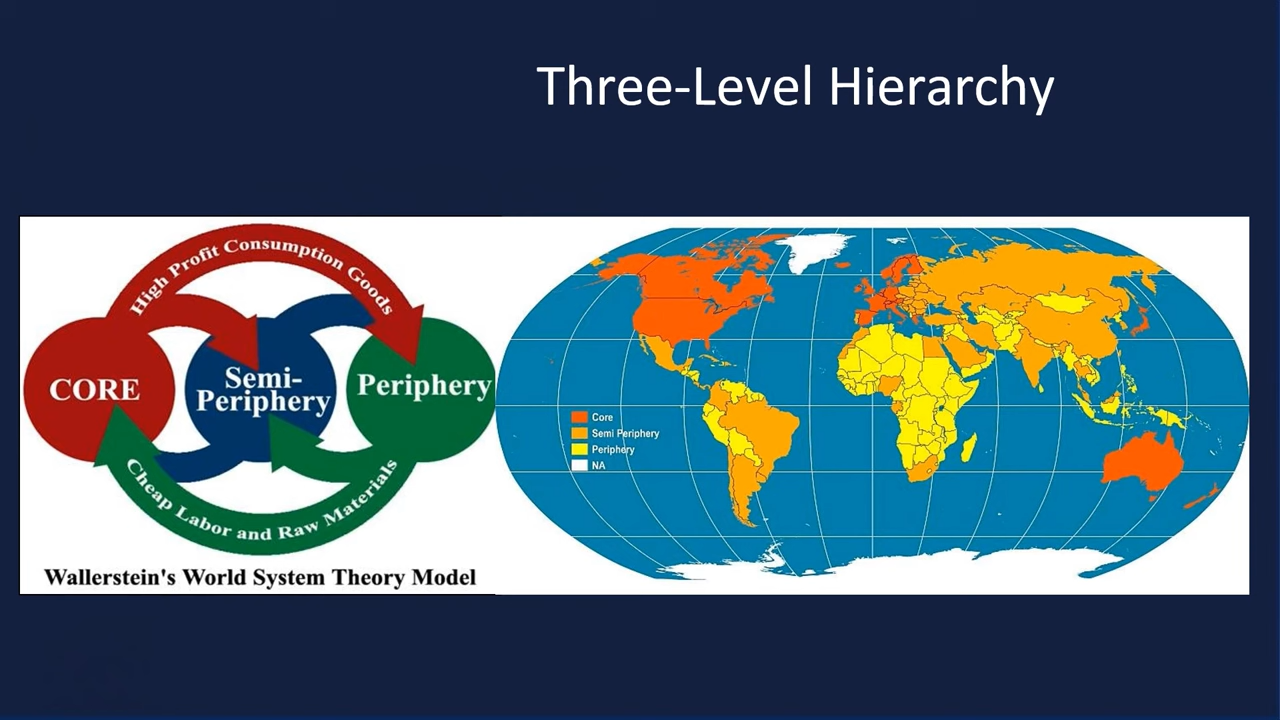 Three-Level Hierarchy
High Profit Consumption Goods
CORE
Semi-
Periphery
Periphery
Cheap Labor and Raw Materials
Wallerstein's World System Theory Model
Core
Semi Periphery
Periphery
NA